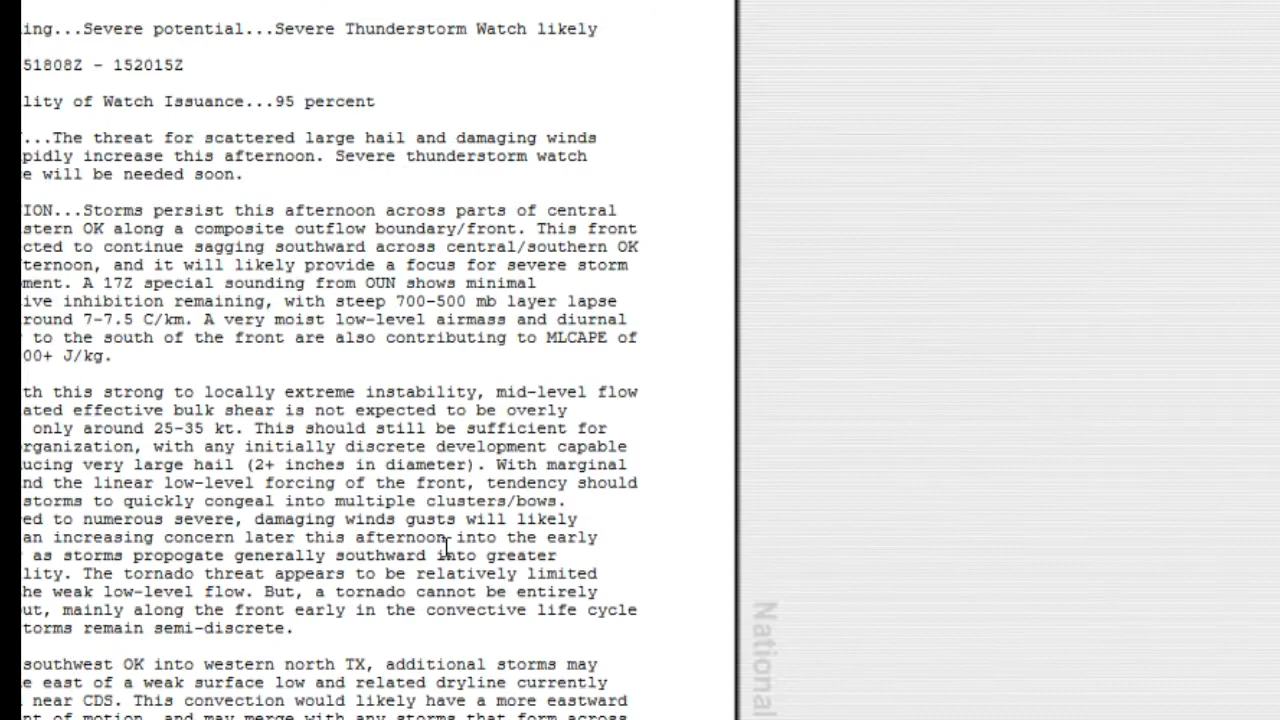 ing...Severe potential...Severe Thunderstorm Watch likely
51808Z - 152015Z
lity of Watch Issuance...95 percent
...The threat for scattered large hail and damaging winds
pidly increase this afternoon. Severe thunderstorm watch
e will be needed soon.
ION...Storms persist this afternoon across parts of central
stern OK along a composite outflow boundary/front. This front
cted to continue sagging southward across central/southern OK
ternoon, and it will likely provide a focus for severe storm
ment. A 17Z special sounding from OUN shows minimal
ive inhibition remaining, with steep 700-500 mb layer lapse
round 7-7.5 C/km. A very moist low-level airmass and diurnal
to the south of the front are also contributing to MLCAPE of
00+ J/kg.
th this strong to locally extreme instability, mid-level flow
ated effective bulk shear is not expected to be overly
only around 25-35 kt. This should still be sufficient for
rganization, with any initially discrete development capable
ucing very large hail (2+ inches in diameter). With marginal
nd the linear low-level forcing of the front, tendency should
storms to quickly congeal into multiple clusters/bows.
ed to numerous severe, damaging winds gusts will likely
an increasing concern later this afternoon into the early
as storms propogate generally southward into greater
lity. The tornado threat appears to be relatively limited
he weak low-level flow. But, a tornado cannot be entirely
ut, mainly along the front early in the convective life cycle
torms remain semi-discrete.
southwest OK into western north TX, additional storms may
e east of a weak surface low and related dryline currently
near CDS. This convection would likely have a more eastward
nt of motion, and may merge with any storms that form across
National